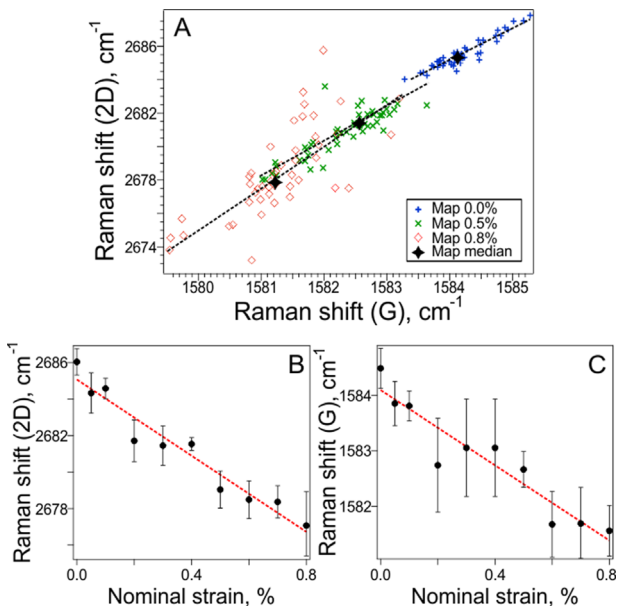 A
2686
2682
2678
2674
Raman shift (2D), cm⁻¹
+ Map 0.0%
× Map 0.5%
◇ Map 0.8%
✦ Map median
1580 1581 1582 1583 1584 1585
Raman shift (G), cm⁻¹
B
2686
2682
2678
Raman shift (2D), cm⁻¹
0.0 0.4 0.8
Nominal strain, %
C
1584
1583
1582
Raman shift (G), cm⁻¹
0.0 0.4 0.8
Nominal strain, %